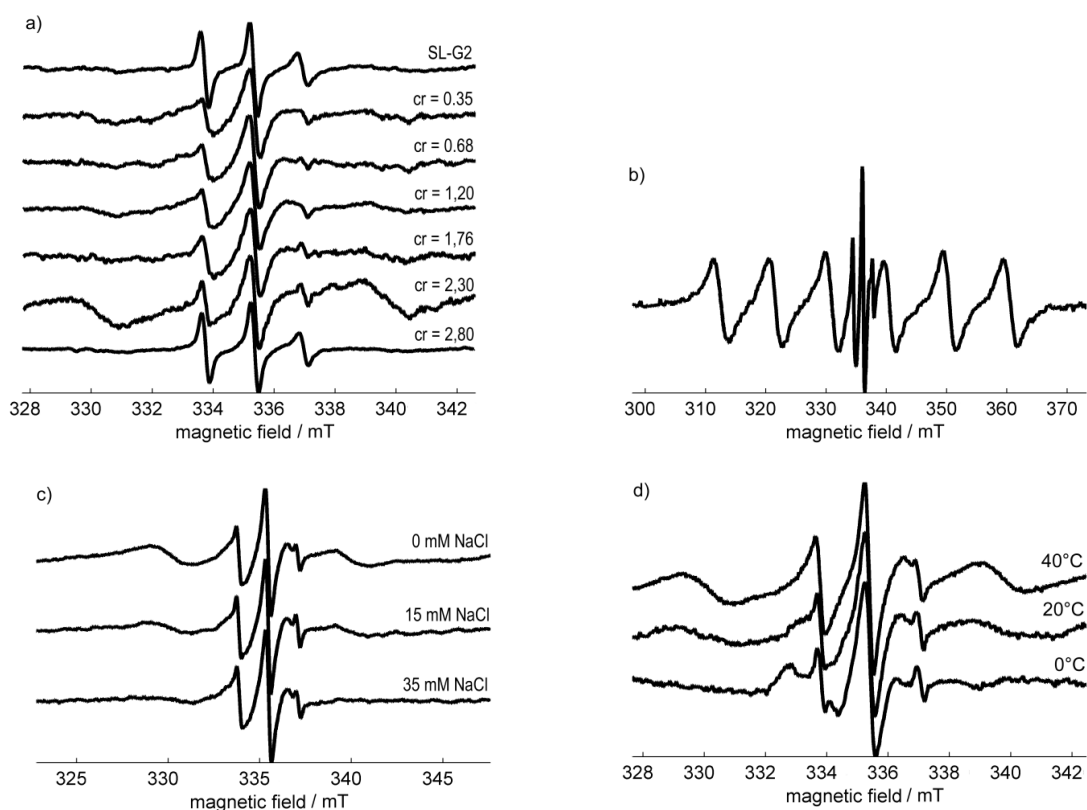 a)
SL-G2
cr = 0.35
cr = 0.68
cr = 1,20
cr = 1,76
cr = 2,30
cr = 2,80
328 330 332 334 336 338 340 342
magnetic field / mT
b)
300 310 320 330 340 350 360 370
magnetic field / mT
c)
0 mM NaCl
15 mM NaCl
35 mM NaCl
325 330 335 340 345
magnetic field / mT
d)
40°C
20°C
0°C
328 330 332 334 336 338 340 342
magnetic field / mT